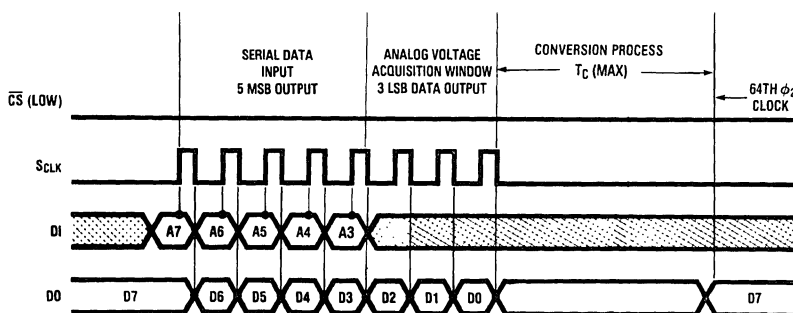 SERIAL DATA
INPUT
5 MSB OUTPUT
ANALOG VOLTAGE
ACQUISITION WINDOW
3 LSB DATA OUTPUT
CONVERSION PROCESS
TC (MAX)
64TH ϕ2
CLOCK
CS (LOW)
SCLK
DI
A7 A6 A5 A4 A3
DO
D7 D6 D5 D4 D3 D2 D1 D0 D7